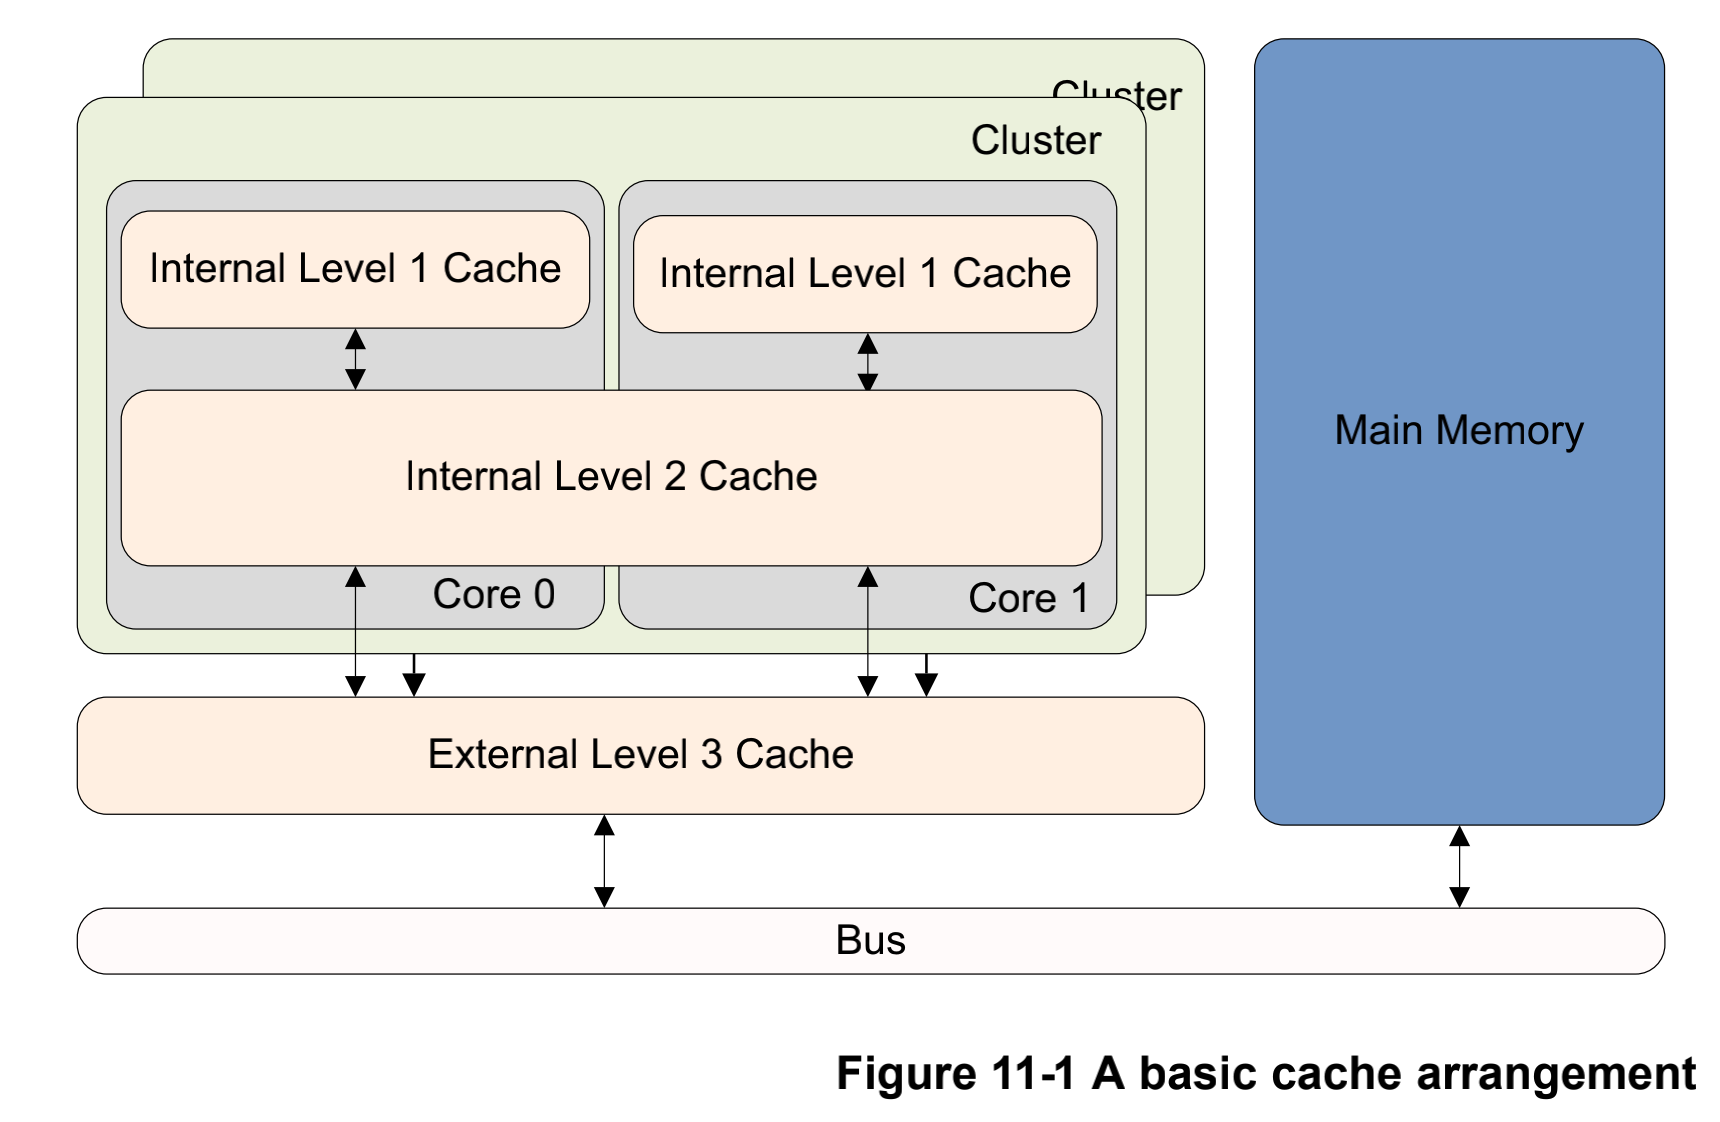 Cluster
Cluster
Internal Level 1 Cache
Internal Level 1 Cache
Internal Level 2 Cache
Core 0
Core 1
External Level 3 Cache
Main Memory
Bus
Figure 11-1 A basic cache arrangement